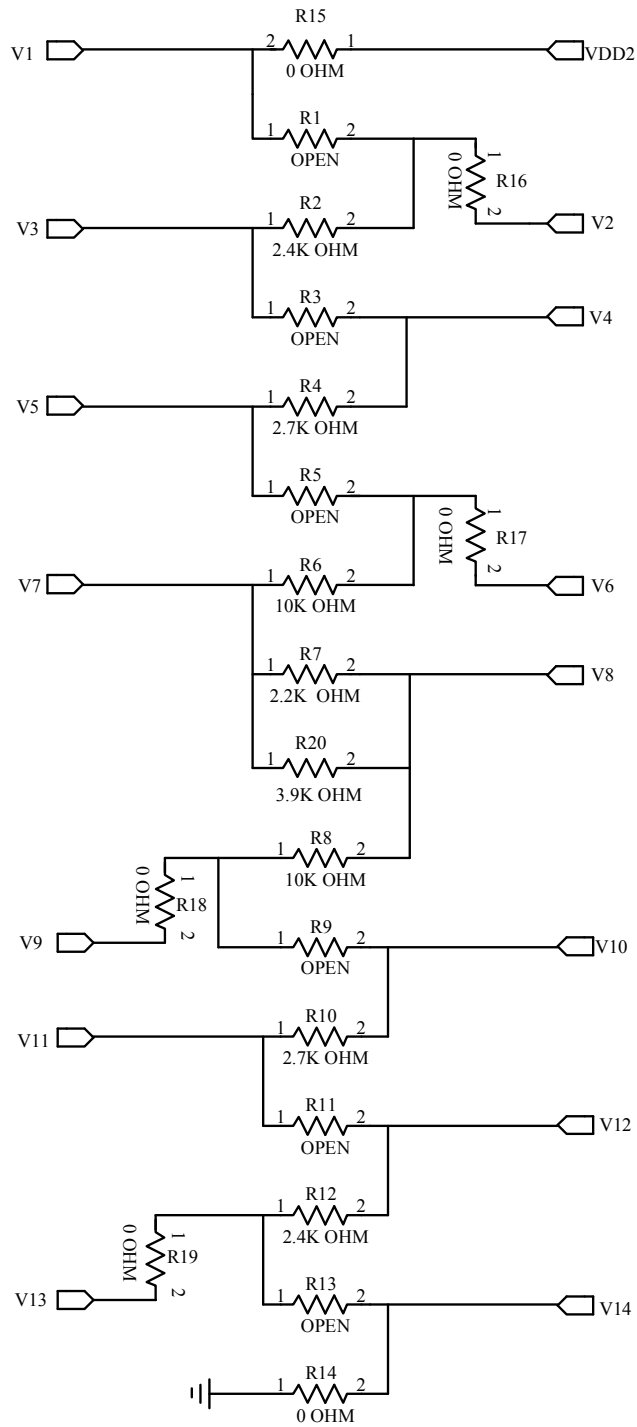 R15
V1 2 1 VDD2
0 OHM
R1
1 2
OPEN
1
0 OHM
R16
2
R2
V3 1 2 V2
2.4K OHM
R3
1 2 V4
OPEN
R4
V5 1 2
2.7K OHM
R5
1 2
OPEN
1
0 OHM
R17
2
R6
V7 1 2 V6
10K OHM
R7
1 2 V8
2.2K OHM
R20
1 2
3.9K OHM
R8
1 2
10K OHM
1
0 OHM
R18
2
V9
R9
1 2 V10
OPEN
R10
V11 1 2
2.7K OHM
R11
1 2 V12
OPEN
R12
1 2
2.4K OHM
1
0 OHM
R19
2
V13
R13
1 2 V14
OPEN
R14
1 2
0 OHM